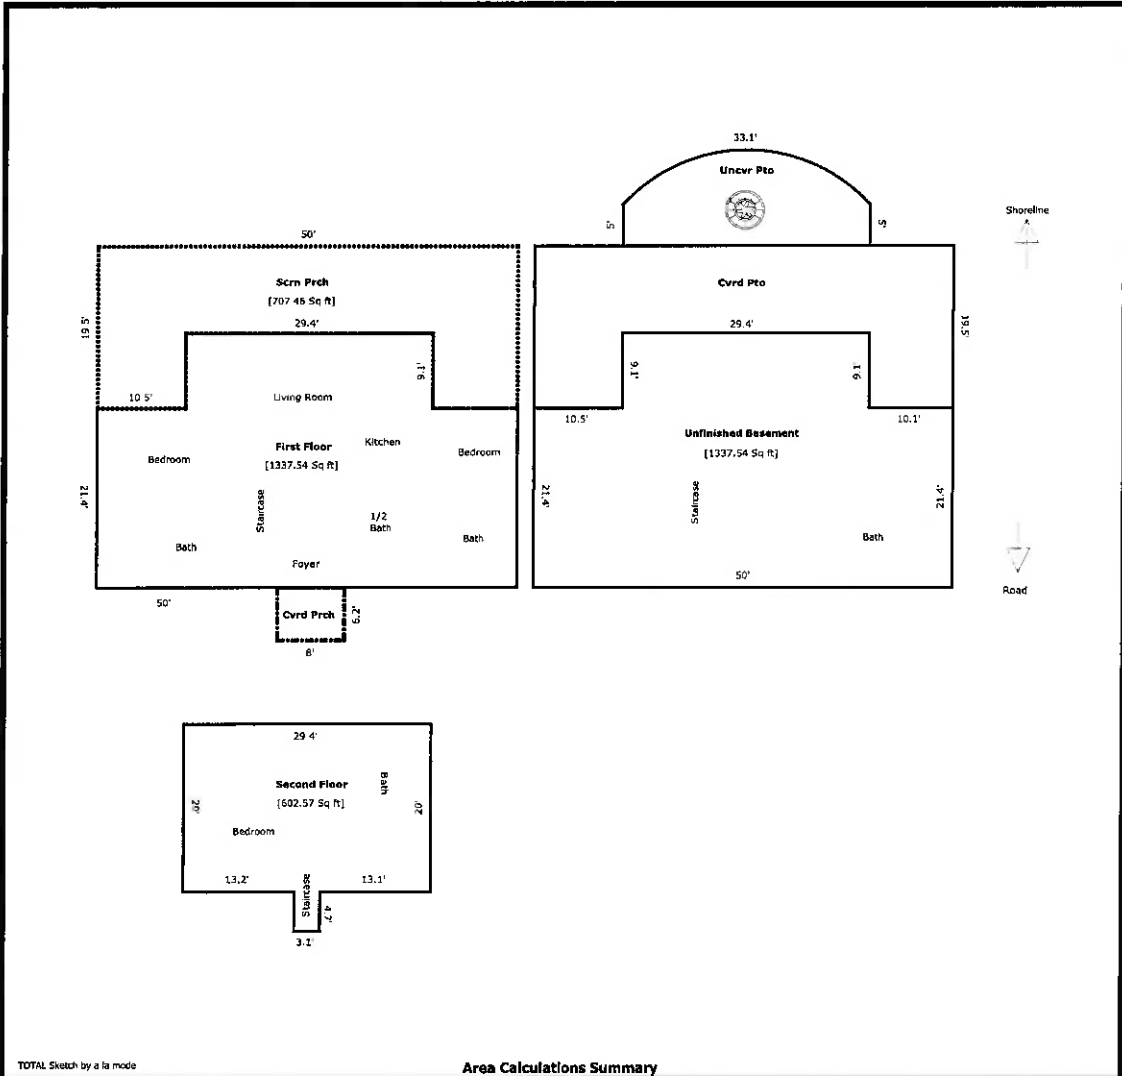 33.1'
Uncvr Pto
5'
5'
Shoreline
50'
Scrn Prch
[707.46 Sq ft]
29.4'
19.5'
9.1'
10.5'
Living Room
First Floor
[1337.54 Sq ft]
Kitchen
Bedroom
Bedroom
21.4'
Staircase
1/2
Bath
Bath
Bath
Foyer
50'
Cvrd Prch
6.2'
8'
Cvrd Pto
29.4'
19.5'
9.1'
9.1'
10.5'
10.1'
Unfinished Basement
[1337.54 Sq ft]
21.4'
Staircase
21.4'
Bath
50'
Road
29.4'
Second Floor
[602.57 Sq ft]
Bath
20'
20'
Bedroom
13.2'
Staircase
13.1'
4.7'
3.1'
TOTAL Sketch by a la mode
Area Calculations Summary